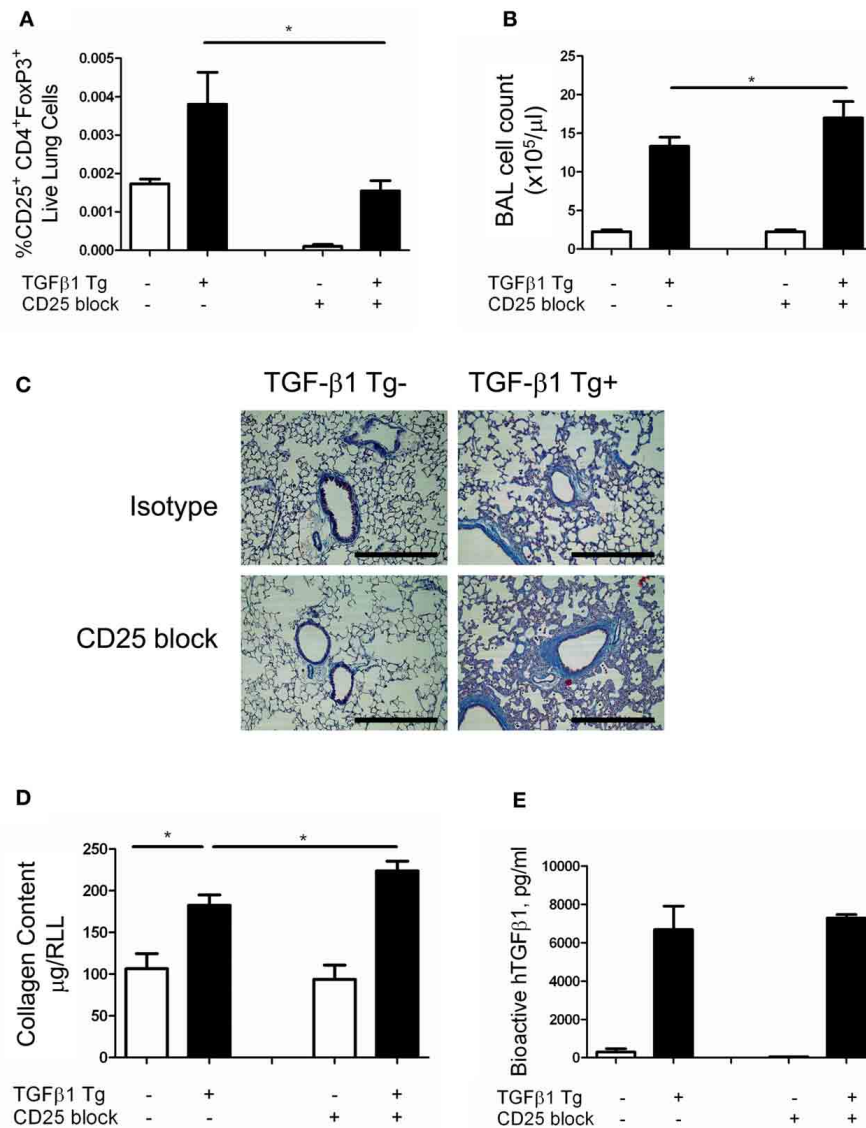 A
%CD25+ CD4+FoxP3+
Live Lung Cells
0.005
0.004
0.003
0.002
0.001
0.000
*
TGFβ1 Tg - + - +
CD25 block - - + +
B
BAL cell count
(x10⁵/μl)
25
20
15
10
5
0
*
TGFβ1 Tg - + - +
CD25 block - - + +
C
TGF-β1 Tg- TGF-β1 Tg+
Isotype
CD25 block
D
Collagen Content
μg/RLL
250
200
150
100
50
0
* *
TGFβ1 Tg - + - +
CD25 block - - + +
E
Bioactive hTGFβ1, pg/ml
10000
8000
6000
4000
2000
0
TGFβ1 Tg - + - +
CD25 block - - + +